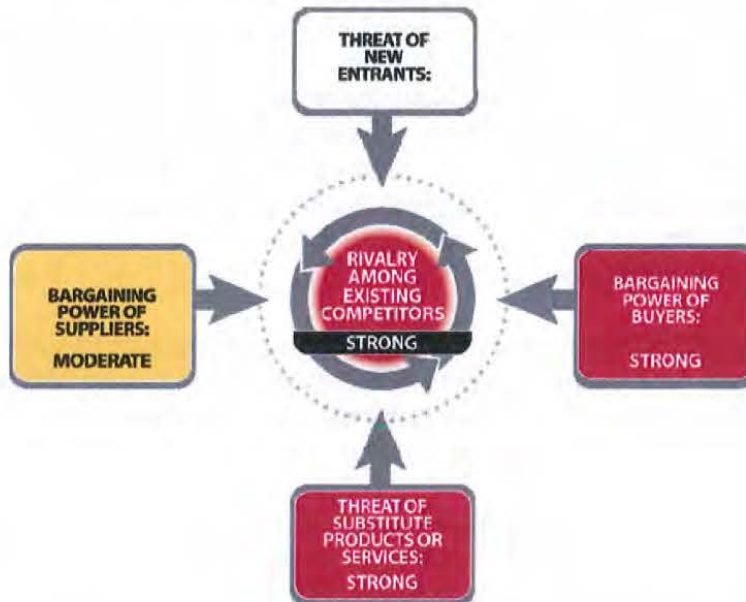 THREAT OF
NEW
ENTRANTS:
RIVALRY
AMONG
EXISTING
COMPETITORS
STRONG
BARGAINING
POWER OF
SUPPLIERS:
MODERATE
BARGAINING
POWER OF
BUYERS:
STRONG
THREAT OF
SUBSTITUTE
PRODUCTS OR
SERVICES:
STRONG